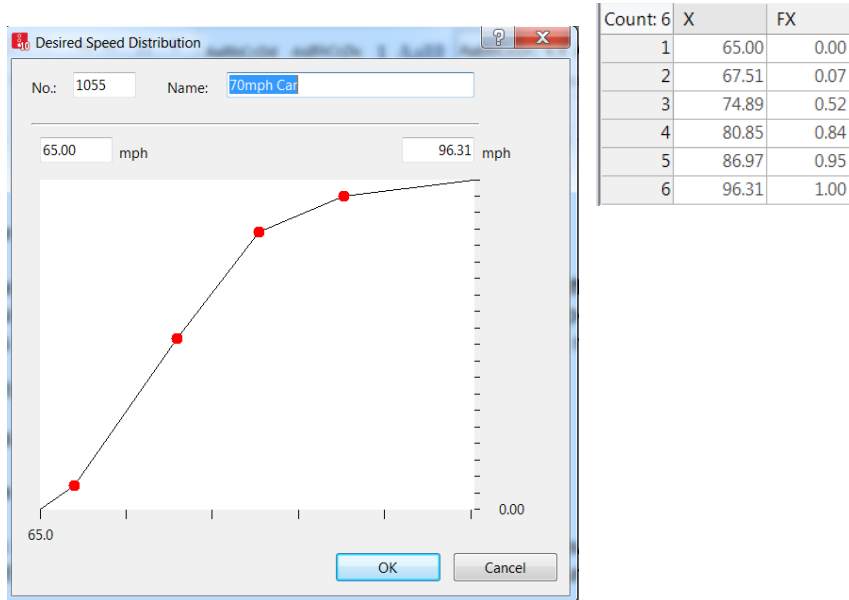 Desired Speed Distribution
No.: 1055 Name: 70mph Car
65.00 mph 96.31 mph
0.00
65.0
OK Cancel
Count: 6 X FX
1 65.00 0.00
2 67.51 0.07
3 74.89 0.52
4 80.85 0.84
5 86.97 0.95
6 96.31 1.00